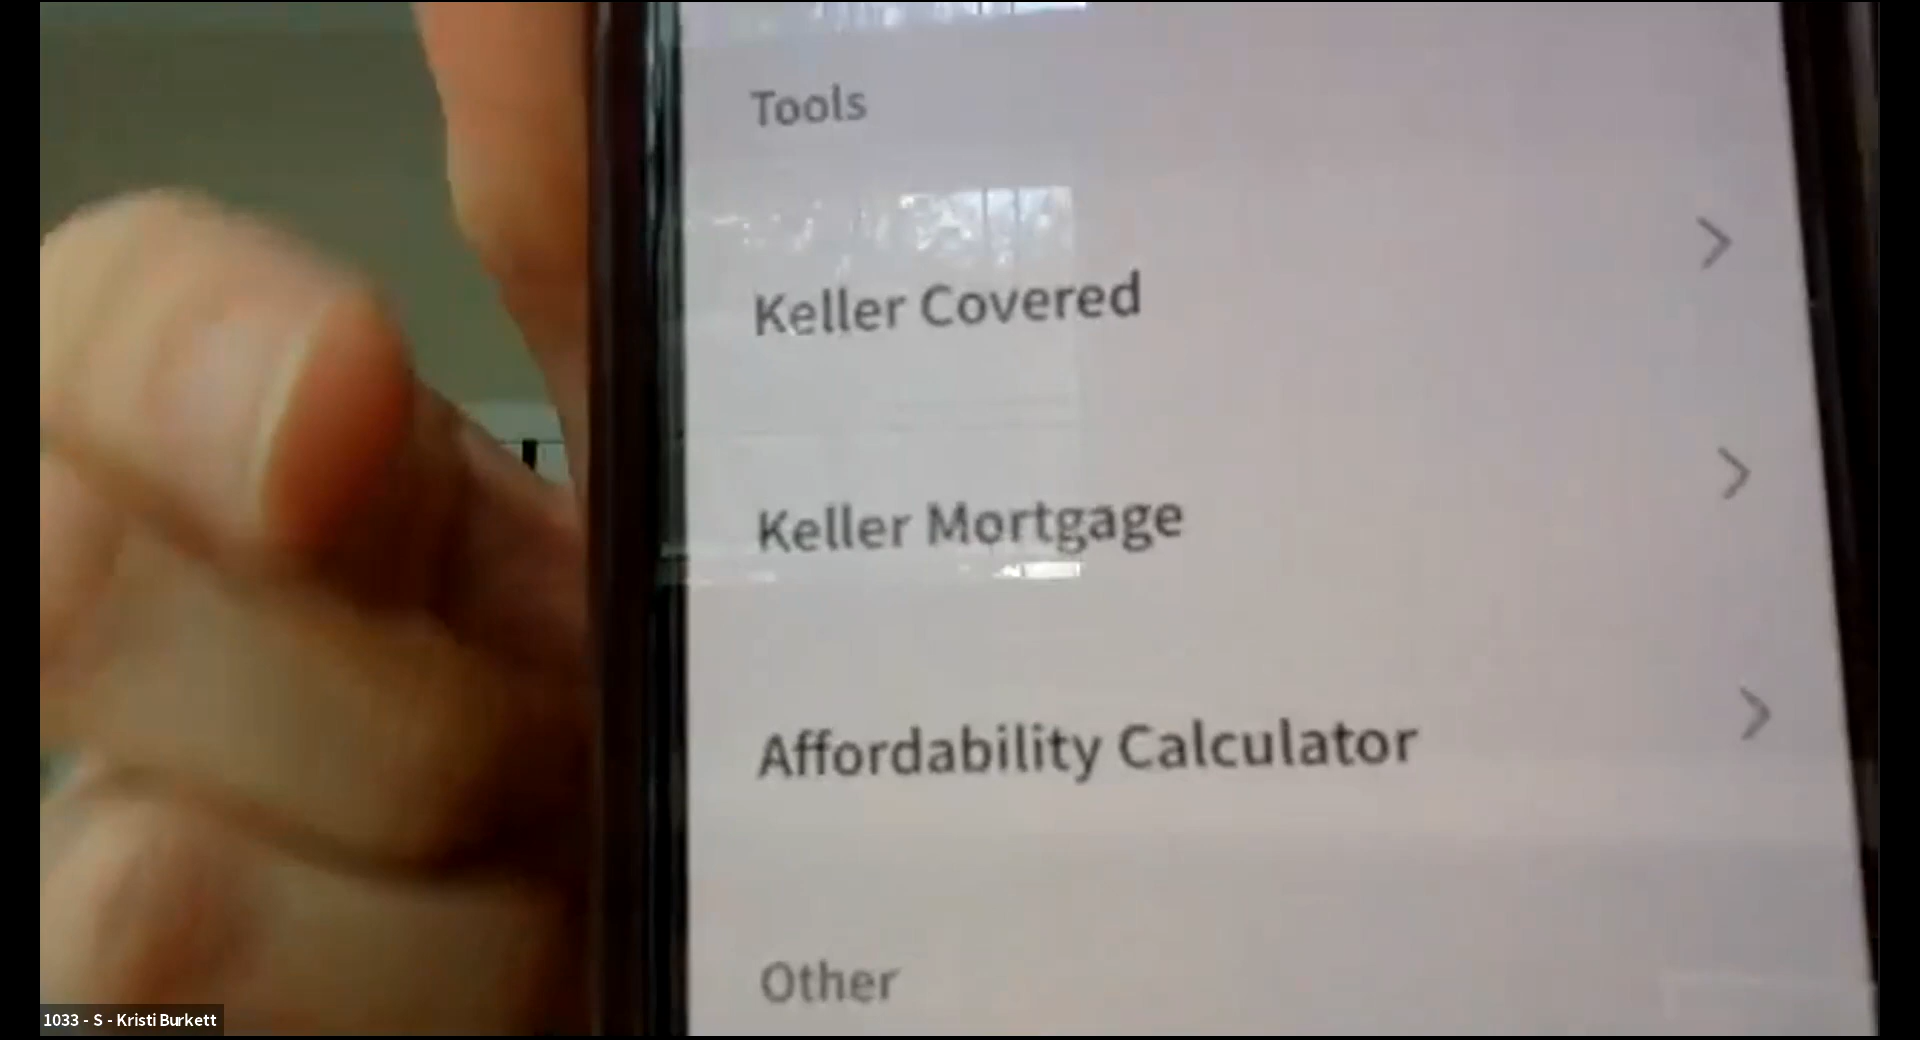 Tools
Keller Covered
Keller Mortgage
Affordability Calculator
Other
1033 - S - Kristi Burkett